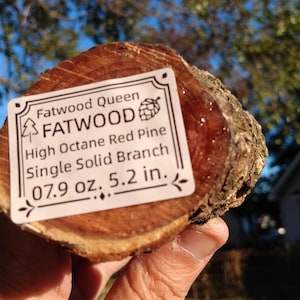 Fatwood Queen
FATWOOD
High Octane Red Pine
Single Solid Branch
07.9 oz. 5.2 in.